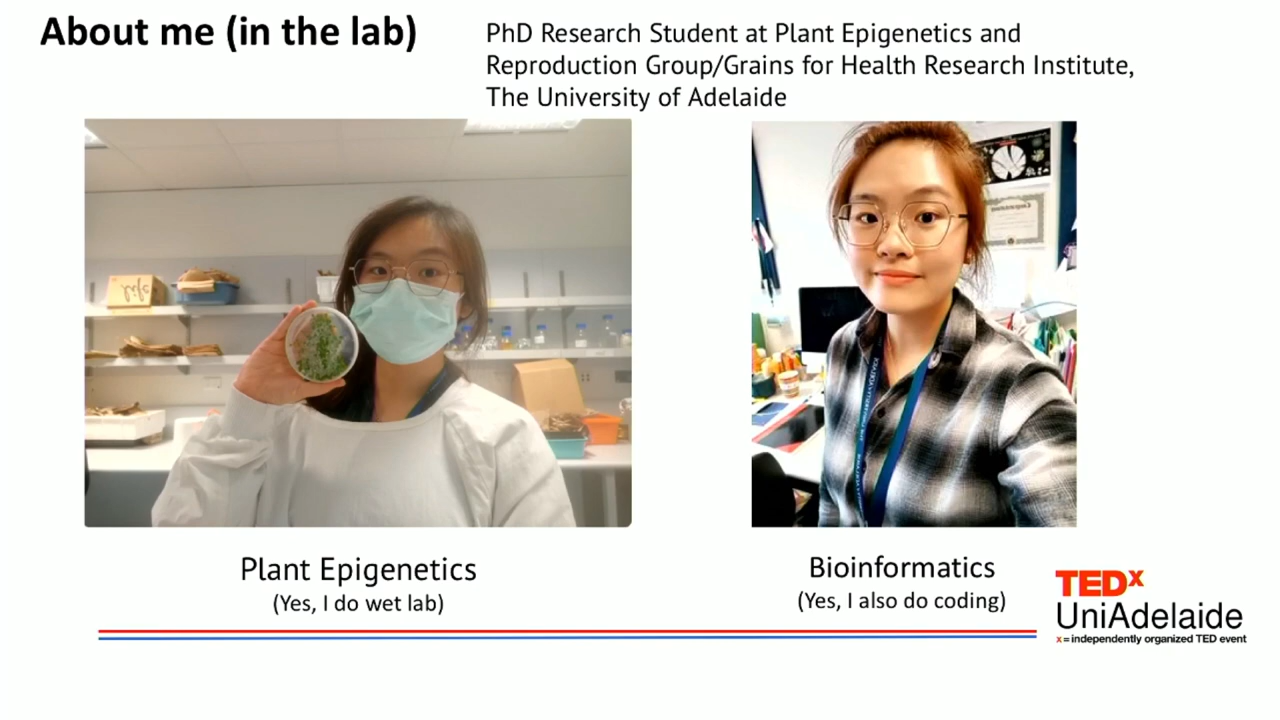 About me (in the lab)
PhD Research Student at Plant Epigenetics and
Reproduction Group/Grains for Health Research Institute,
The University of Adelaide
life
Plant Epigenetics
(Yes, I do wet lab)
Bioinformatics
(Yes, I also do coding)
TEDx
UniAdelaide
x = independently organized TED event